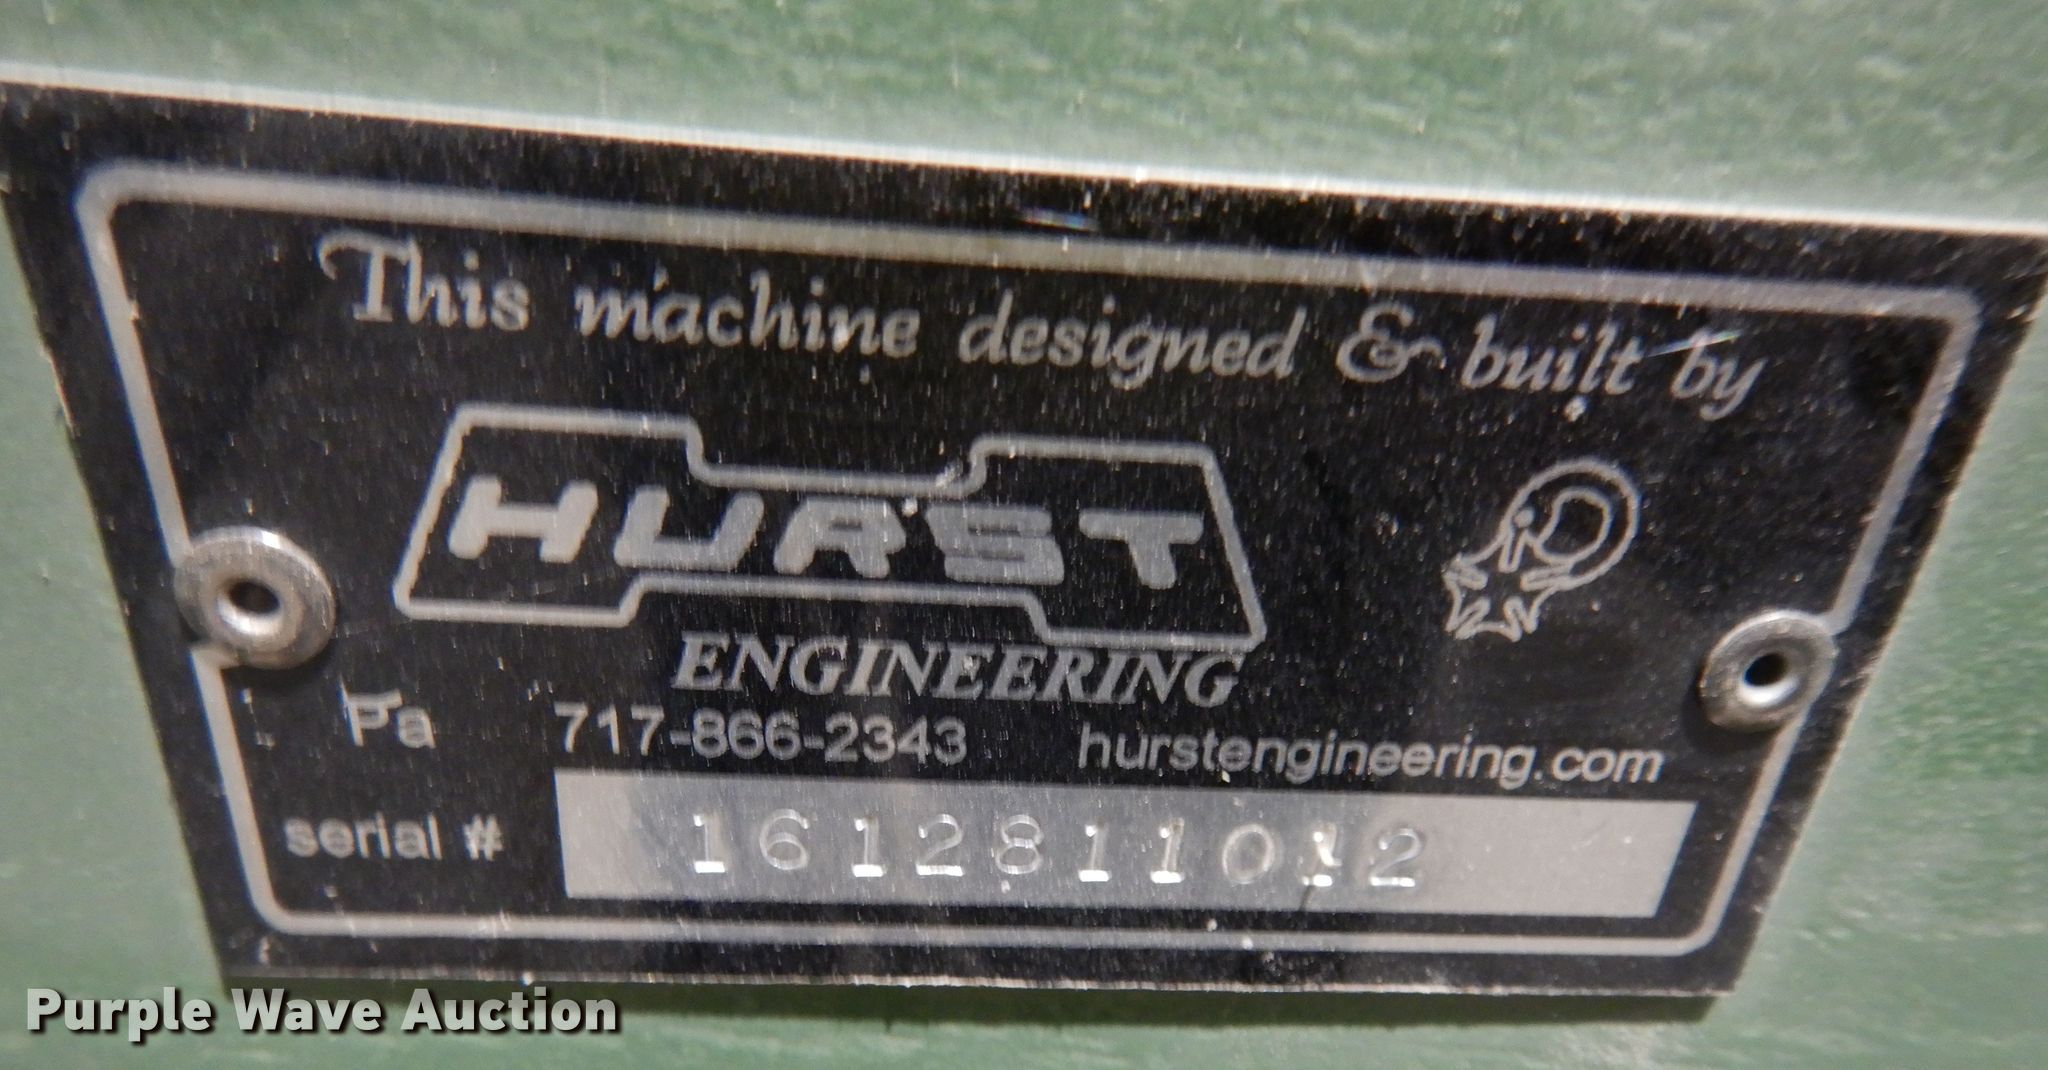 This machine designed & built by
HURST
ENGINEERING
Pa 717-866-2343 hurstengineering.com
serial # 1612811012
Purple Wave Auction